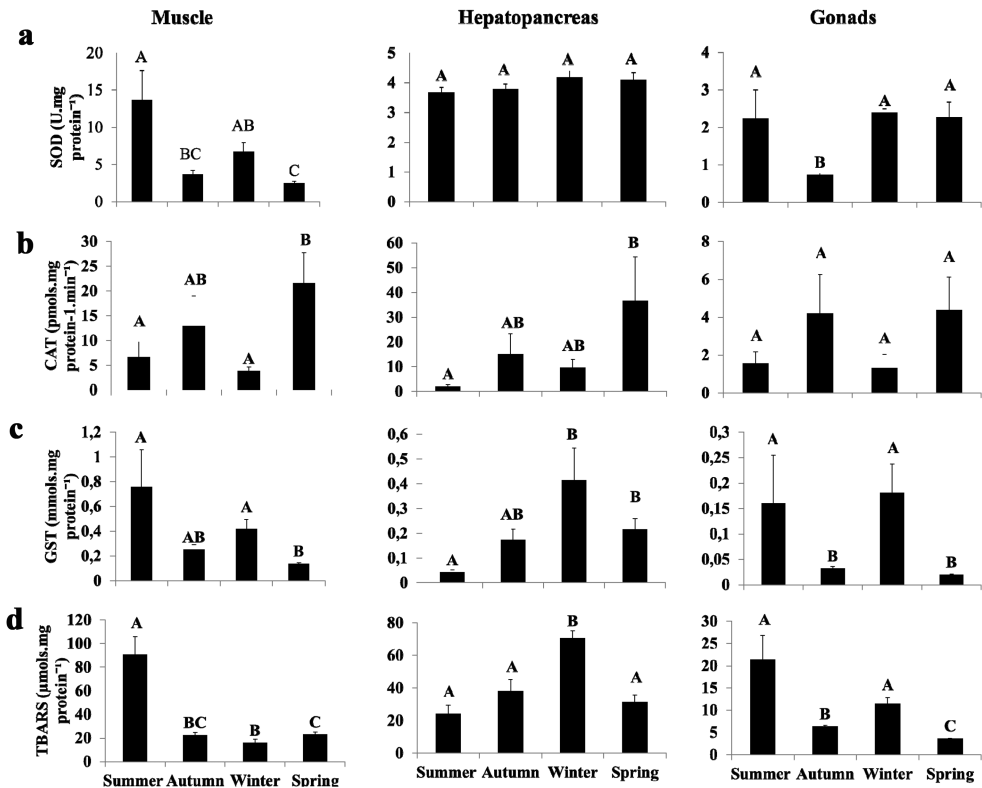 Muscle Hepatopancreas Gonads
a
SOD (U.mg
protein⁻¹)
20
15
10
5
0
A BC AB C
5
4
3
2
1
0
A A A A
4
3
2
1
0
A B A A
b
CAT (pmols.mg
protein-1.min⁻¹)
30
25
20
15
10
5
0
A AB A B
60
50
40
30
20
10
0
A AB AB B
8
6
4
2
0
A A A A
c
GST (mmols.mg
protein⁻¹)
1,2
1
0,8
0,6
0,4
0,2
0
A AB A B
0,6
0,5
0,4
0,3
0,2
0,1
0
A AB B B
0,3
0,25
0,2
0,15
0,1
0,05
0
A B A B
d
TBARS (µmols.mg
protein⁻¹)
120
100
80
60
40
20
0
A BC B C
Summer Autumn Winter Spring
80
60
40
20
0
A A B A
Summer Autumn Winter Spring
30
25
20
15
10
5
0
A B A C
Summer Autumn Winter Spring